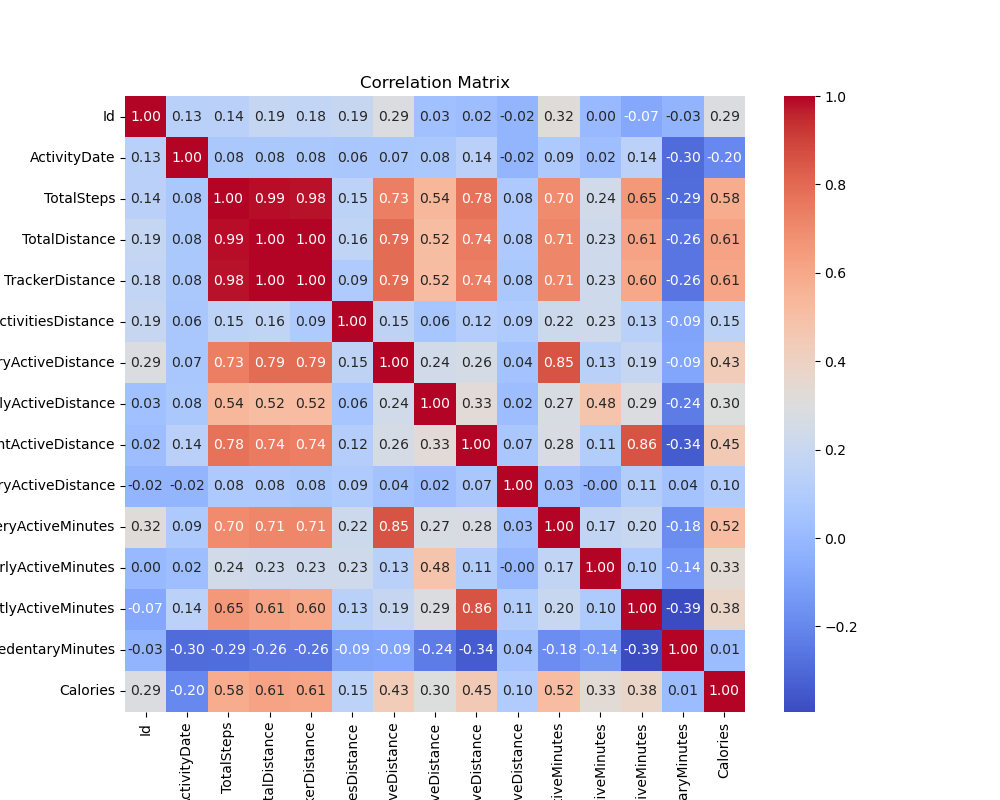 Correlation Matrix
Id 1.00 0.13 0.14 0.19 0.18 0.19 0.29 0.03 0.02 -0.02 0.32 0.00 -0.07 -0.03 0.29
ActivityDate 0.13 1.00 0.08 0.08 0.08 0.06 0.07 0.08 0.14 -0.02 0.09 0.02 0.14 -0.30 -0.20
TotalSteps 0.14 0.08 1.00 0.99 0.98 0.15 0.73 0.54 0.78 0.08 0.70 0.24 0.65 -0.29 0.58
TotalDistance 0.19 0.08 0.99 1.00 1.00 0.16 0.79 0.52 0.74 0.08 0.71 0.23 0.61 -0.26 0.61
TrackerDistance 0.18 0.08 0.98 1.00 1.00 0.09 0.79 0.52 0.74 0.08 0.71 0.23 0.60 -0.26 0.61
ctivitiesDistance 0.19 0.06 0.15 0.16 0.09 1.00 0.15 0.06 0.12 0.09 0.22 0.23 0.13 -0.09 0.15
ryActiveDistance 0.29 0.07 0.73 0.79 0.79 0.15 1.00 0.24 0.26 0.04 0.85 0.13 0.19 -0.09 0.43
lyActiveDistance 0.03 0.08 0.54 0.52 0.52 0.06 0.24 1.00 0.33 0.02 0.27 0.48 0.29 -0.24 0.30
ntActiveDistance 0.02 0.14 0.78 0.74 0.74 0.12 0.26 0.33 1.00 0.07 0.28 0.11 0.86 -0.34 0.45
ryActiveDistance -0.02 -0.02 0.08 0.08 0.08 0.09 0.04 0.02 0.07 1.00 0.03 -0.00 0.11 0.04 0.10
eryActiveMinutes 0.32 0.09 0.70 0.71 0.71 0.22 0.85 0.27 0.28 0.03 1.00 0.17 0.20 -0.18 0.52
rlyActiveMinutes 0.00 0.02 0.24 0.23 0.23 0.23 0.13 0.48 0.11 -0.00 0.17 1.00 0.10 -0.14 0.33
tlyActiveMinutes -0.07 0.14 0.65 0.61 0.60 0.13 0.19 0.29 0.86 0.11 0.20 0.10 1.00 -0.39 0.38
edentaryMinutes -0.03 -0.30 -0.29 -0.26 -0.26 -0.09 -0.09 -0.24 -0.34 0.04 -0.18 -0.14 -0.39 1.00 0.01
Calories 0.29 -0.20 0.58 0.61 0.61 0.15 0.43 0.30 0.45 0.10 0.52 0.33 0.38 0.01 1.00
Id
ctivityDate
TotalSteps
talDistance
kerDistance
esDistance
veDistance
veDistance
veDistance
veDistance
tiveMinutes
iveMinutes
iveMinutes
aryMinutes
Calories
1.0
0.8
0.6
0.4
0.2
0.0
−0.2